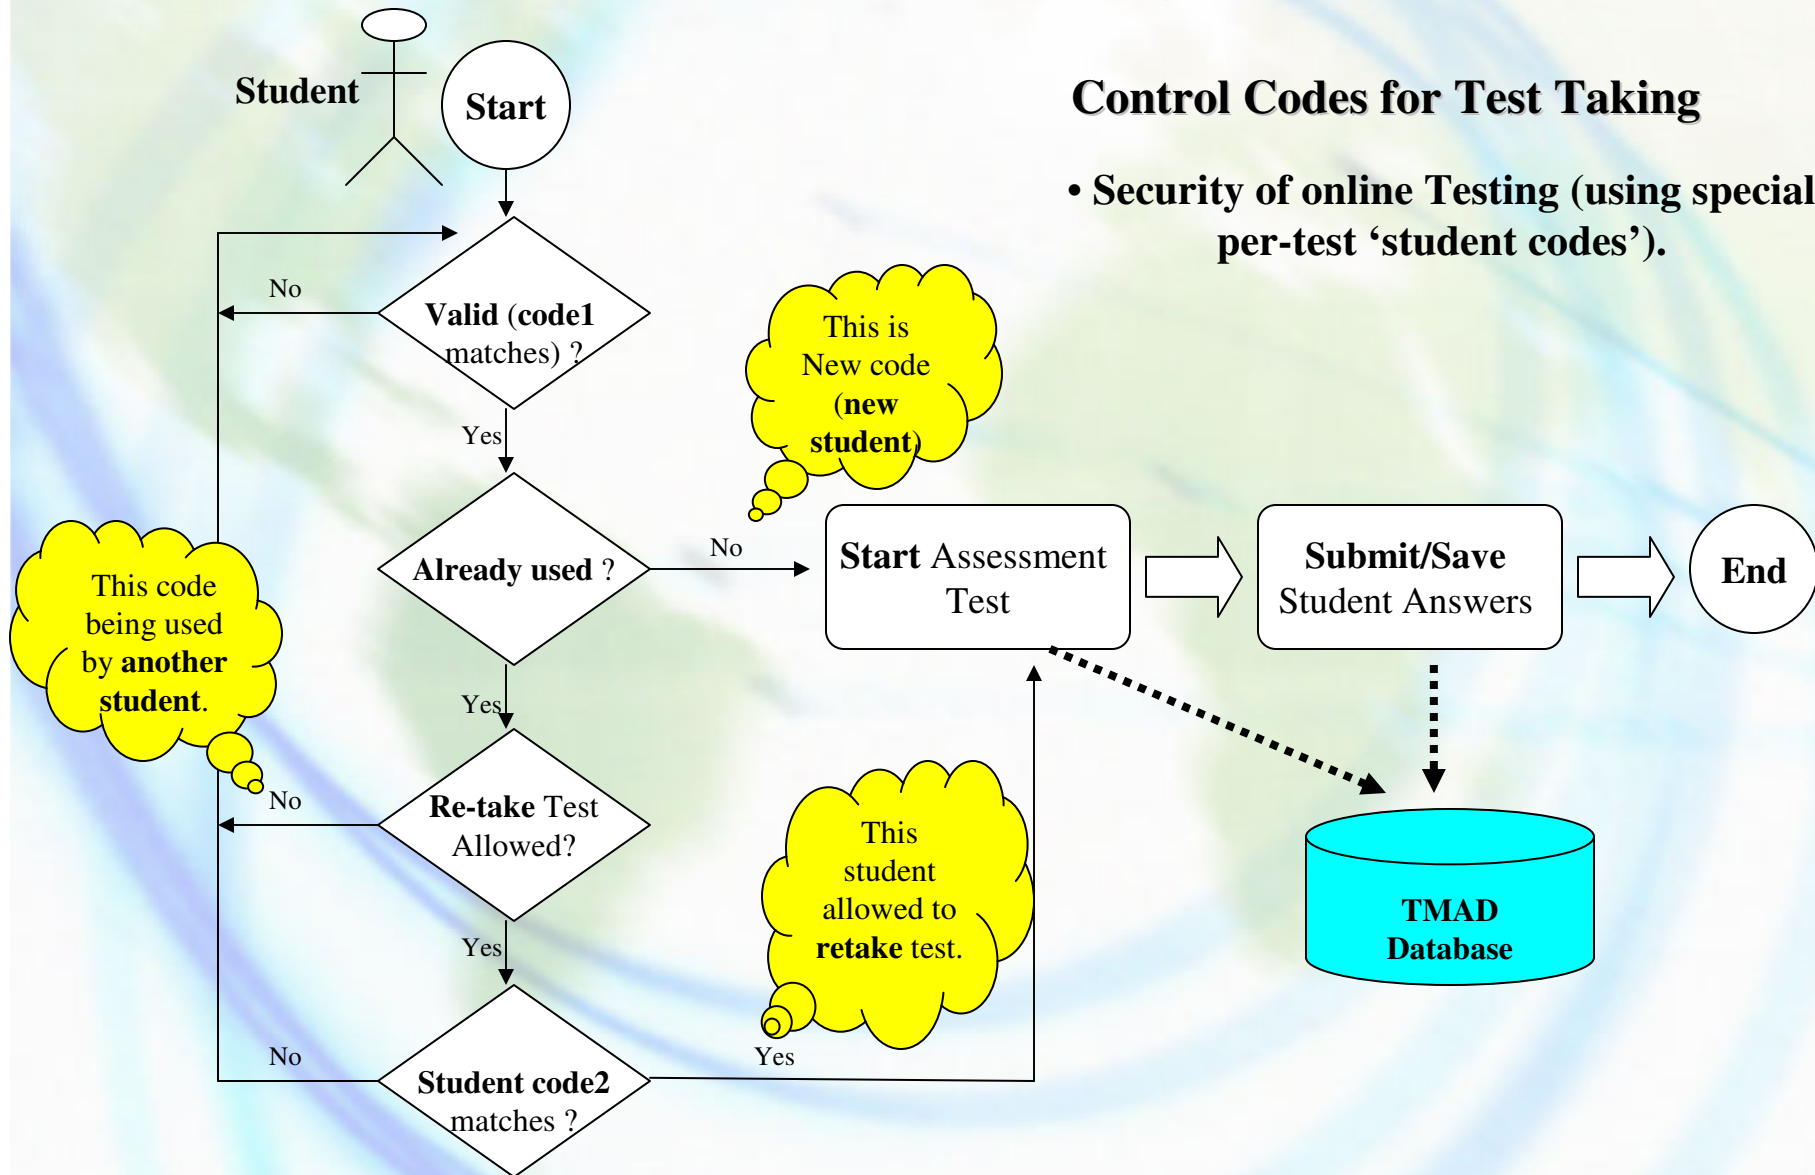 Student
Start
Control Codes for Test Taking
• Security of online Testing (using special
per-test ‘student codes’).
No
Valid (code1
matches) ?
This is
New code
(new
student)
Yes
Already used ?
No
Start Assessment
Test
Submit/Save
Student Answers
End
This code
being used
by another
student.
Yes
No
Re-take Test
Allowed?
This
student
allowed to
retake test.
TMAD
Database
Yes
No
Student code2
matches ?
Yes